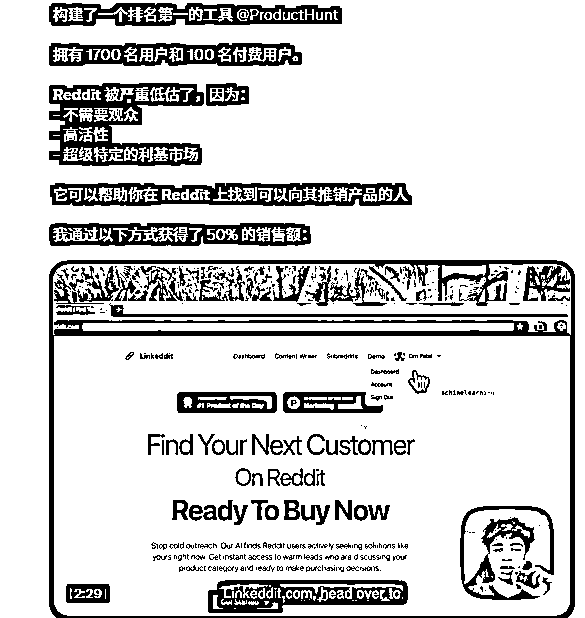 构建了一个排名第一的工具 @ProductHunt
拥有 1700 名用户和 100 名付费用户。
Reddit 被严重低估了，因为：
– 不需要观众
– 高活性
– 超级特定的利基市场
它可以帮助你在 Reddit 上找到可以向其推销产品的人
我通过以下方式获得了 50% 的销售额：
Linkeddit Dashboard Content Writer Subreddits Demo Om Patel
Dashboard
Account
Sign Out
#1 Product of the Day
Marketing
Find Your Next Customer
On Reddit
Ready To Buy Now
Stop cold outreach. Our AI finds Reddit users actively seeking solutions like
yours right now. Get instant access to warm leads who are discussing your
product category and ready to make purchasing decisions.
Linkeddit.com, head over to
Get Started
2:29